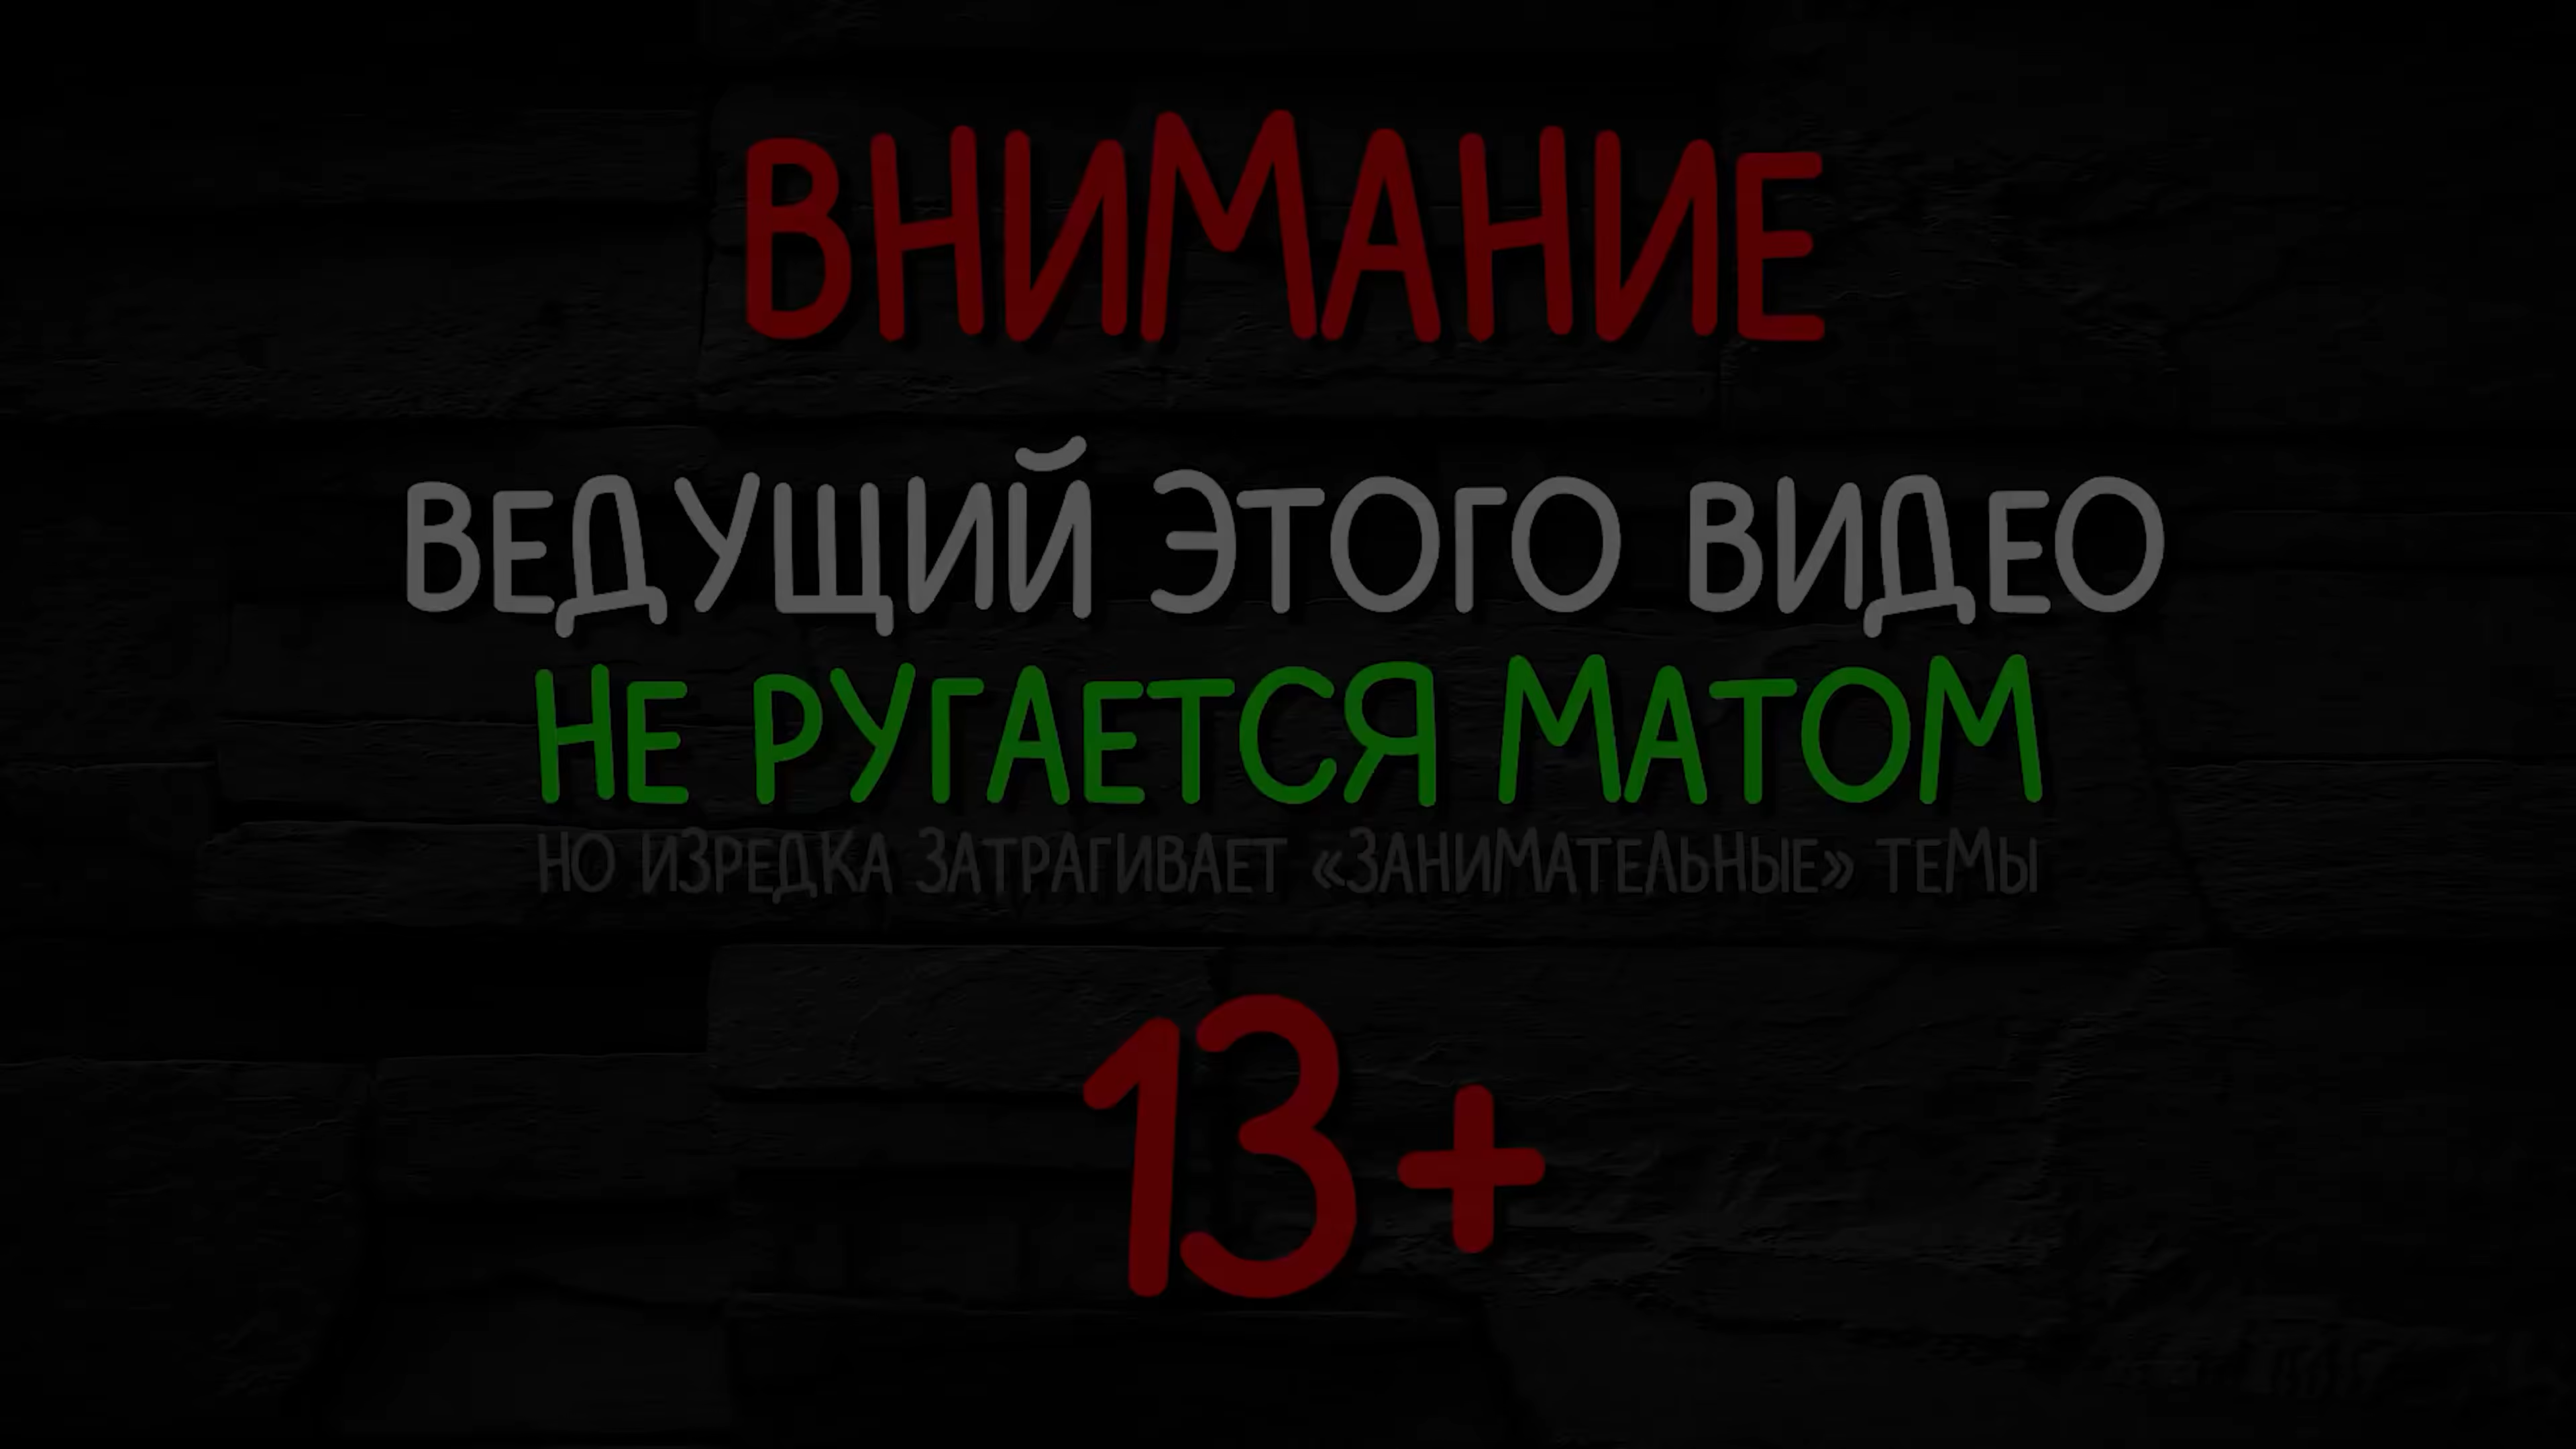 ВНИМАНИЕ
ВЕДУЩИЙ ЭТОГО ВИДЕО
НЕ РУГАЕТСЯ МАТОМ
НО ИЗРЕДКА ЗАТРАГИВАЕТ «ЗАНИМАТЕЛЬНЫЕ» ТЕМЫ
13+